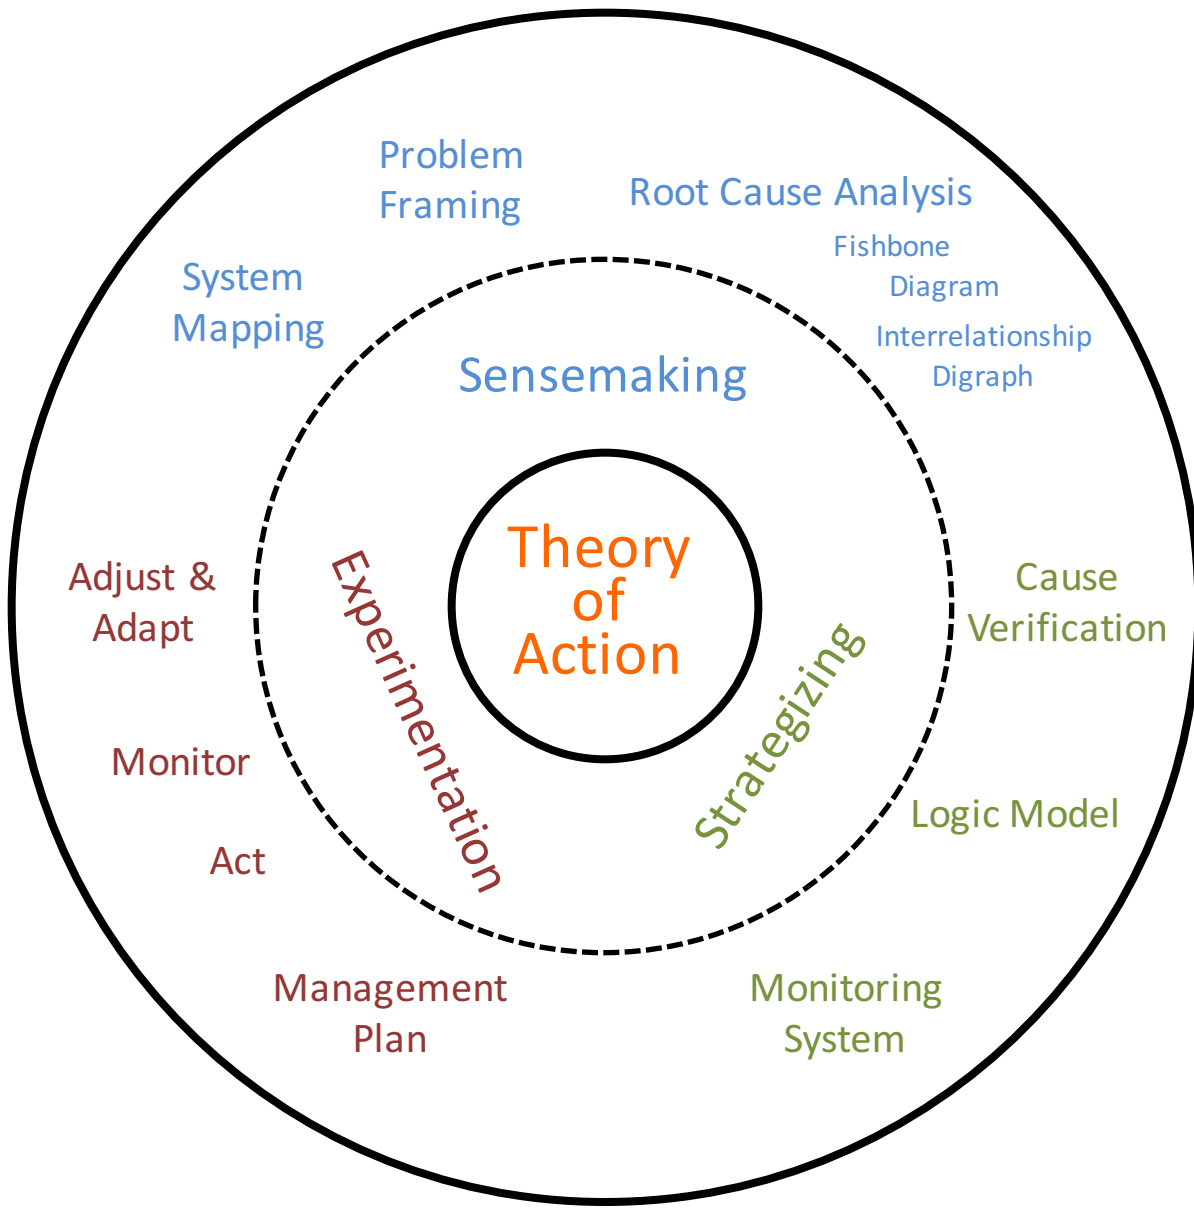 Problem
Framing
Root Cause Analysis
Fishbone
Diagram
Interrelationship
Digraph
System
Mapping
Sensemaking
Theory
of
Action
Experimentation
Strategizing
Adjust &
Adapt
Monitor
Act
Management
Plan
Cause
Verification
Logic Model
Monitoring
System